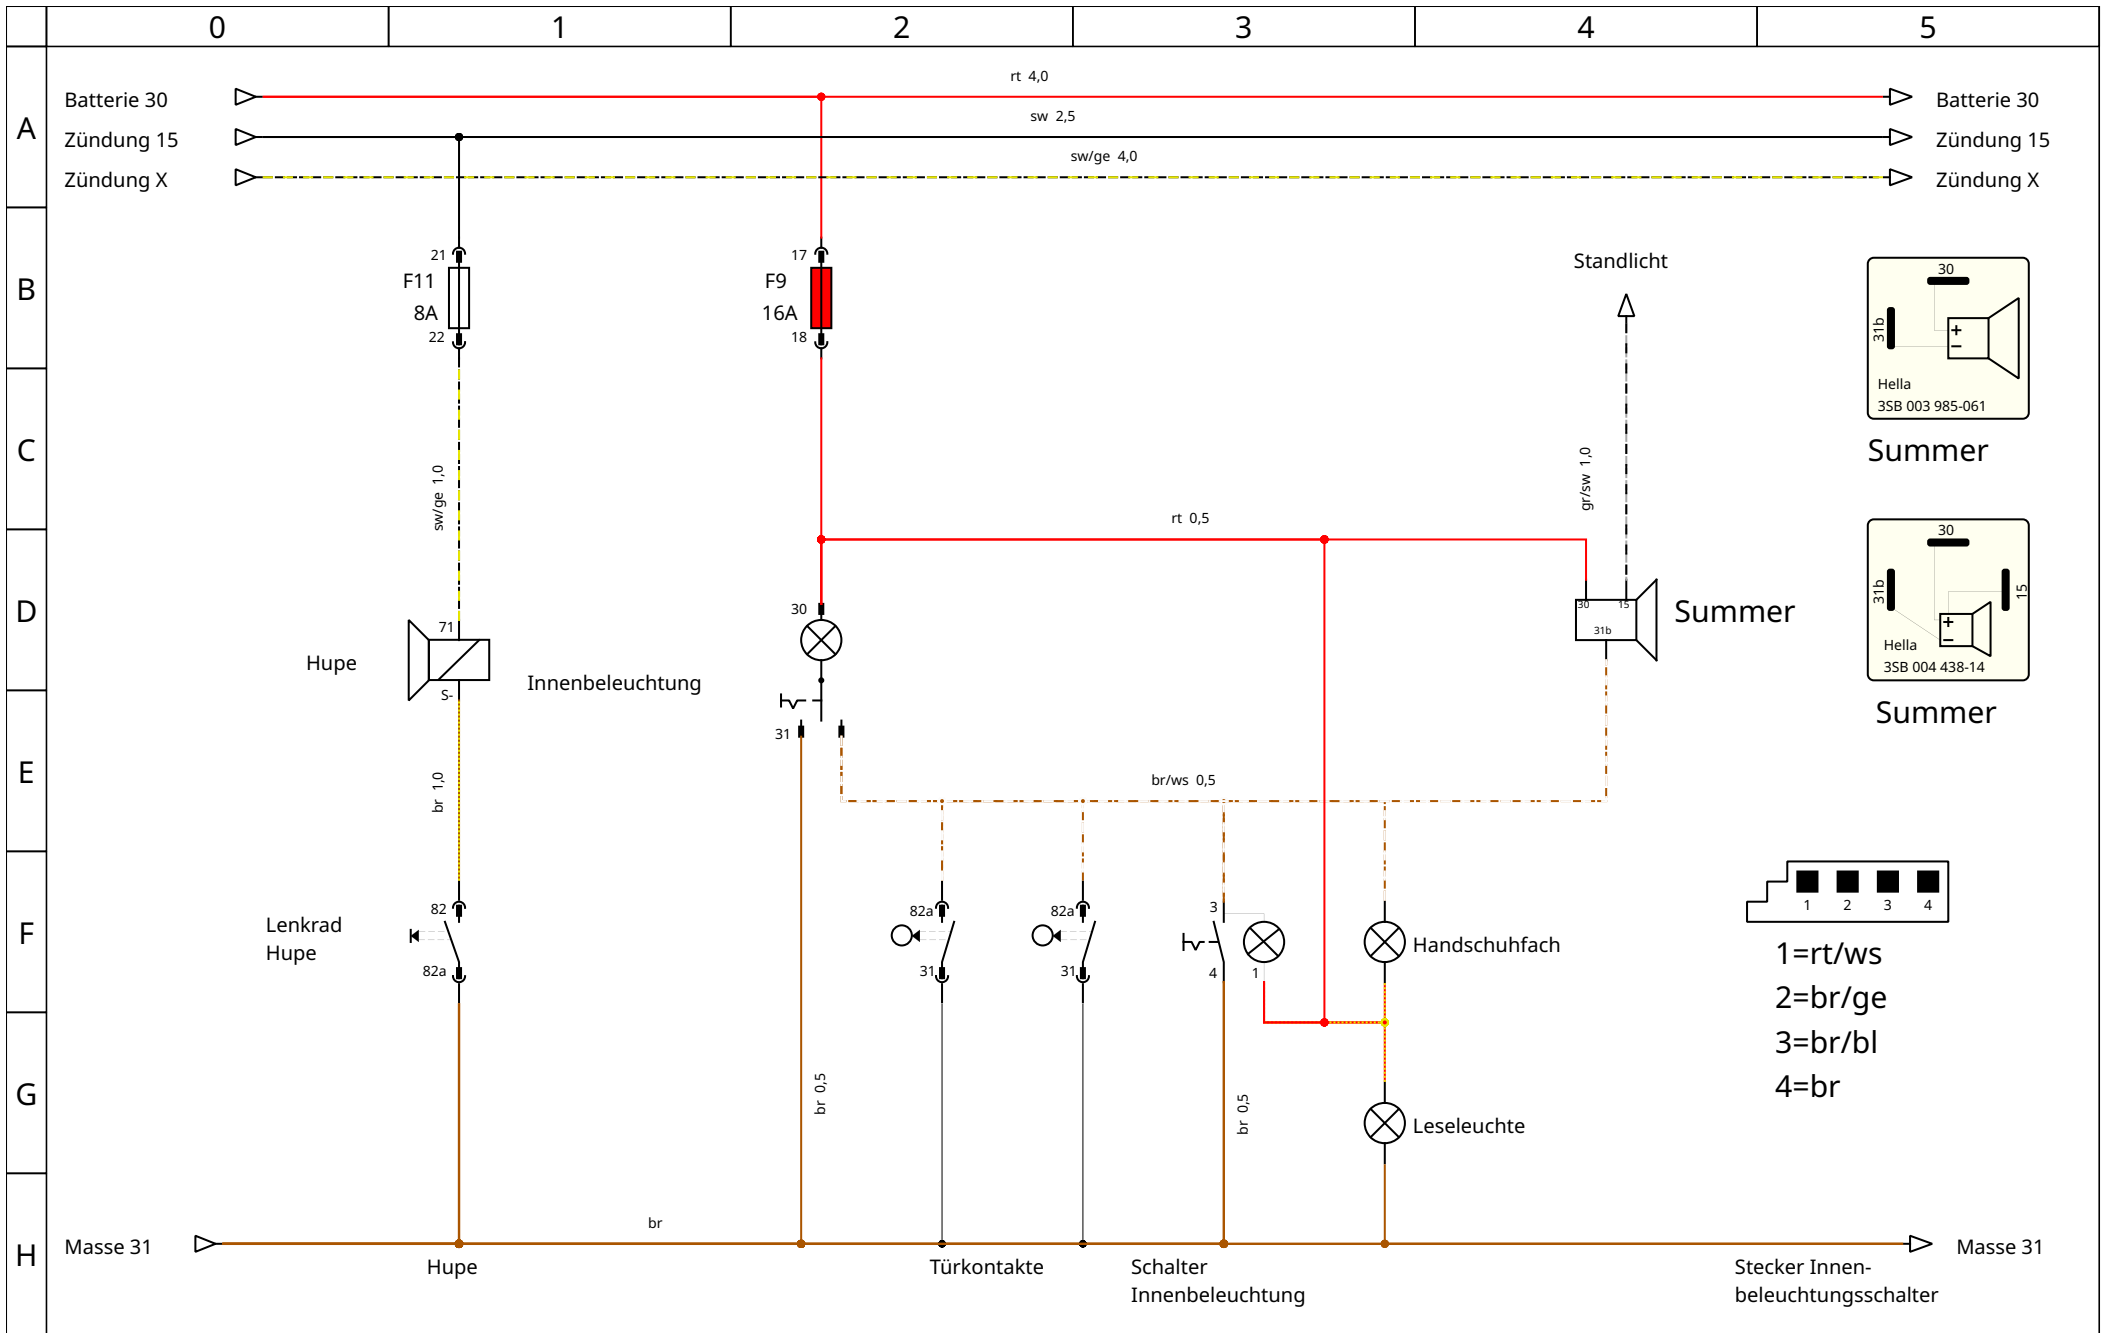 0 1 2 3 4 5
A
B
C
D
E
F
G
H
rt 4,0
Batterie 30
Batterie 30
sw 2,5
Zündung 15
Zündung 15
sw/ge 4,0
Zündung X
Zündung X
21
F11
8A
22
17
F9
16A
18
Standlicht
30
31b
+
−
Hella
3SB 003 985-061
Summer
sw/ge 1,0
gr/sw 1,0
rt 0,5
30
31b
15
+
−
Hella
3SB 004 438-14
Summer
30
30
15
31b
Summer
71
Hupe
S-
Innenbeleuchtung
31
br 1,0
br/ws 0,5
82
Lenkrad
Hupe
82a
82a
31
82a
31
3
4
1
Handschuhfach
1 2 3 4
1=rt/ws
2=br/ge
3=br/bl
4=br
br 0,5
br 0,5
Leseleuchte
br
Masse 31
Masse 31
Hupe
Türkontakte
Schalter
Innenbeleuchtung
Stecker Innen-
beleuchtungsschalter